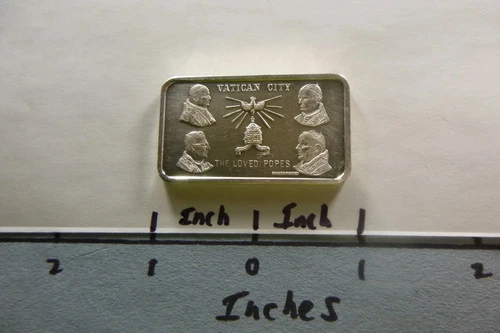 VATICAN CITY
THE LOVED POPES
Inch Inch
2 1 0 1 2
Inches